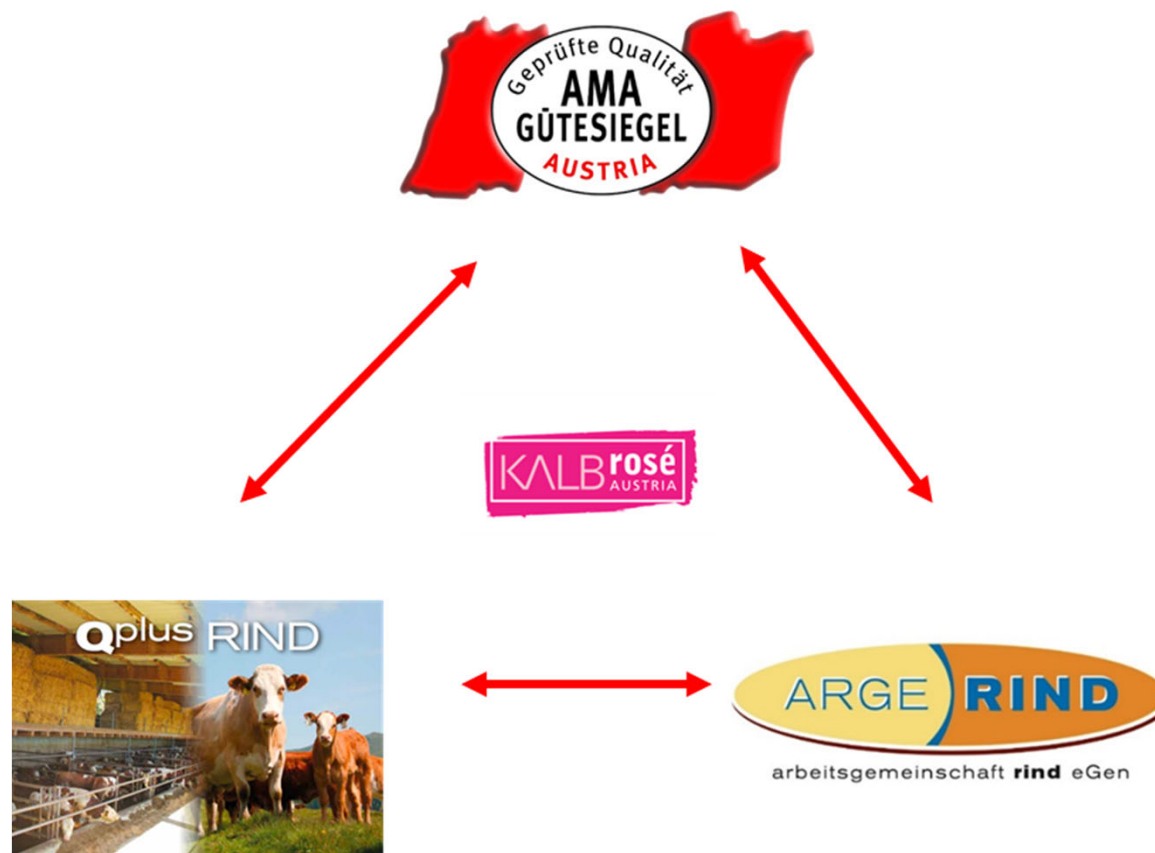 Geprüfte Qualität
AMA
GÜTESIEGEL
AUSTRIA
KALB rosé
AUSTRIA
Qplus RIND
ARGE RIND
arbeitsgemeinschaft rind eGen